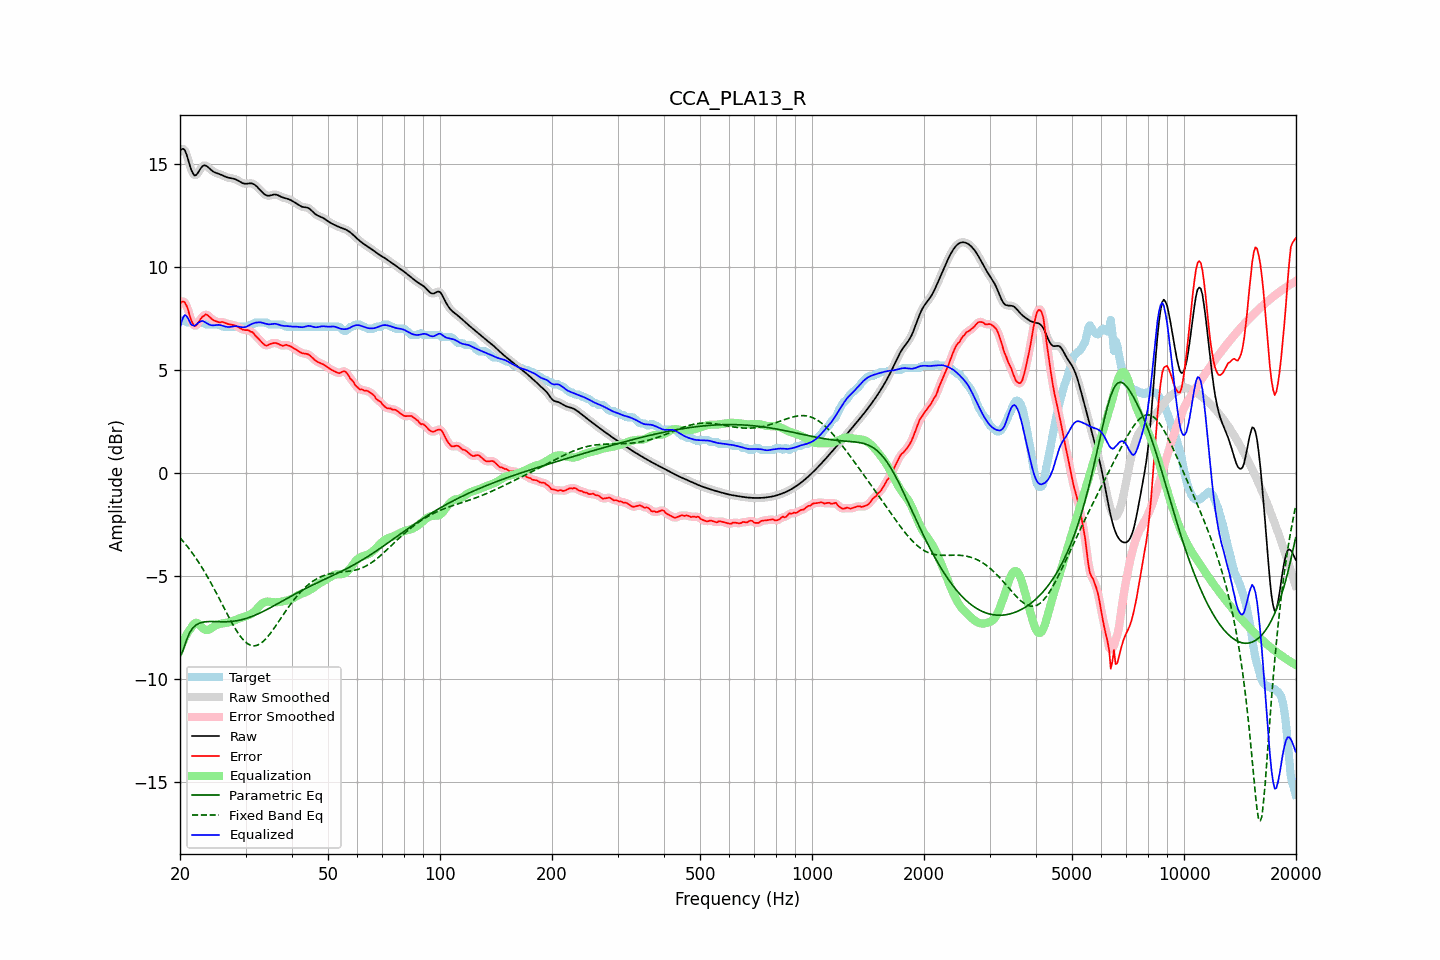 CCA_PLA13_R
Amplitude (dBr)
15
10
5
0
−5
−10
−15
Target
Raw Smoothed
Error Smoothed
Raw
Error
Equalization
Parametric Eq
Fixed Band Eq
Equalized
20 50 100 200 500 1000 2000 5000 10000 20000
Frequency (Hz)